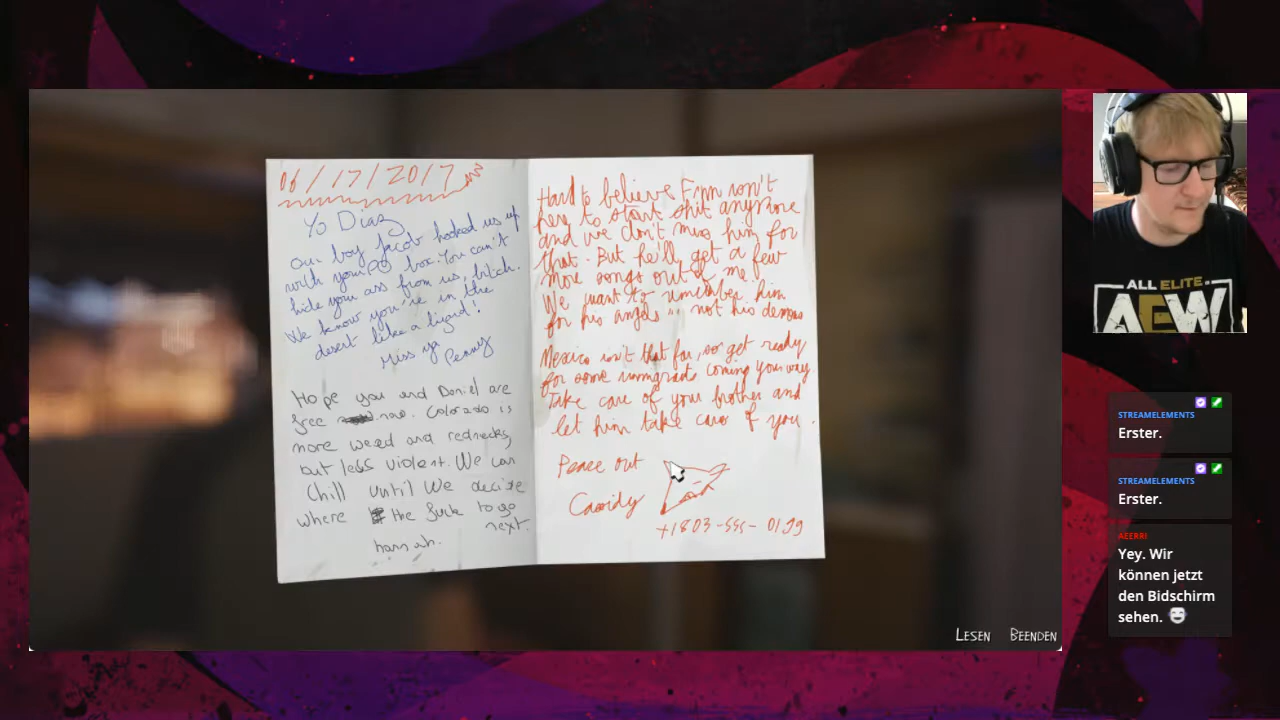 06/17/2017
Yo Diaz
Our boy Jacob hooked us up
with your PO box. You can't
hide your ass from us, bitch.
We know you're in the
desert like a lizard!
Miss ya
Penny
Hope you and Daniel are
free now. Colorado is
more weed and rednecks,
but less violent. We can
Chill until We decide
where the fuck to go
next.
hannah.
Hard to believe Finn isn't
here to start shit anymore
and we don't miss him for
that. But he'll get a few
more songs out of me.
We want to remember him
for his angels ... not his demons
Mexico isn't that far, so get ready
for some immigrants coming your way.
Take care of your brother and
let him take care of you.
Peace out
Cassidy
+1803-555-0199
LESEN BEENDEN
ALL ELITE
AEW
STREAMELEMENTS
Erster.
STREAMELEMENTS
Erster.
AEERRI
Yey. Wir
können jetzt
den Bidschirm
sehen.